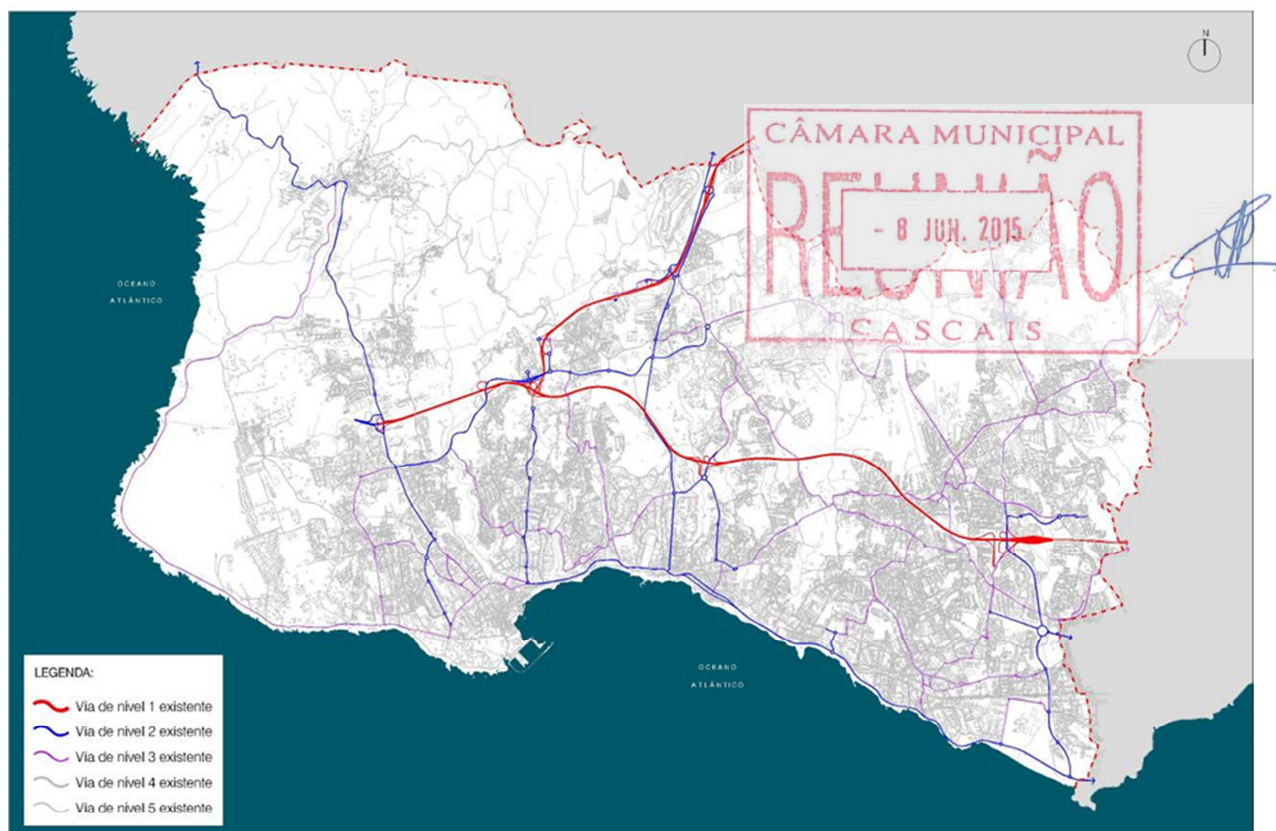 N
CÂMARA MUNICIPAL
REUNIÃO
- 8 JUN. 2015
CASCAIS
OCEANO
ATLÂNTICO
OCEANO
ATLÂNTICO
LEGENDA:
Via de nível 1 existente
Via de nível 2 existente
Via de nível 3 existente
Via de nível 4 existente
Via de nível 5 existente